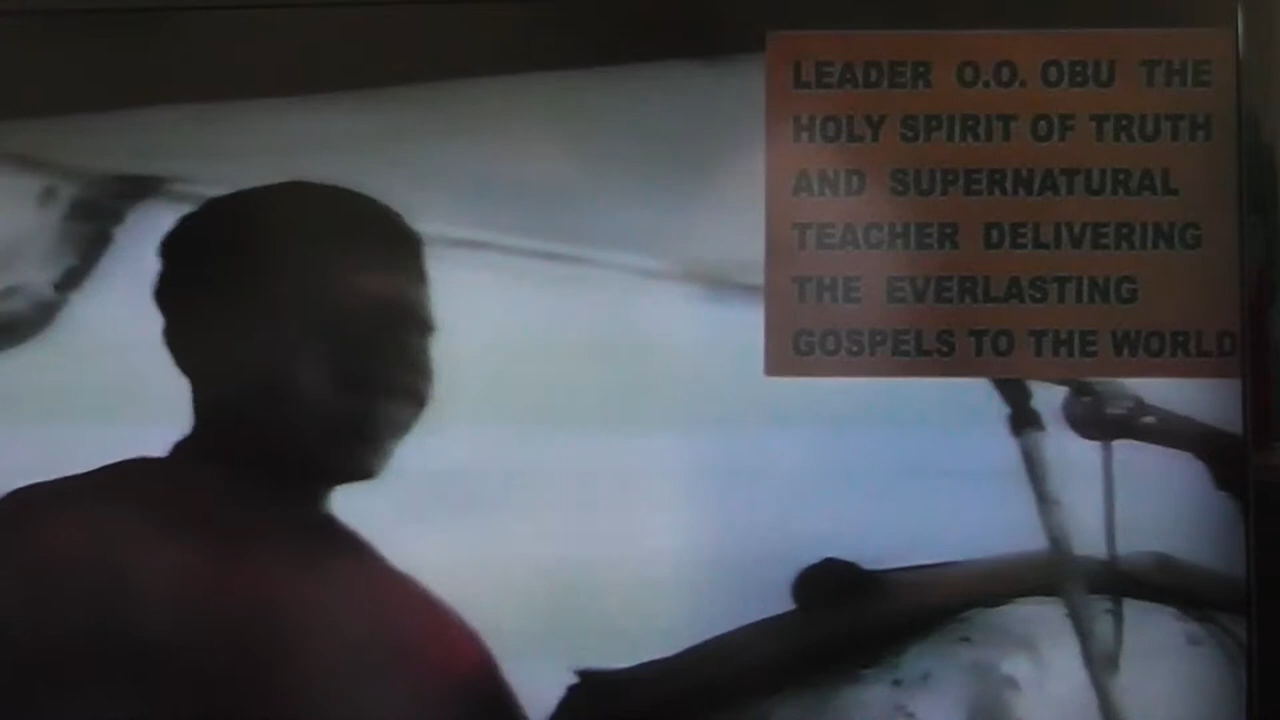 LEADER O.O. OBU THE
HOLY SPIRIT OF TRUTH
AND SUPERNATURAL
TEACHER DELIVERING
THE EVERLASTING
GOSPELS TO THE WORLD